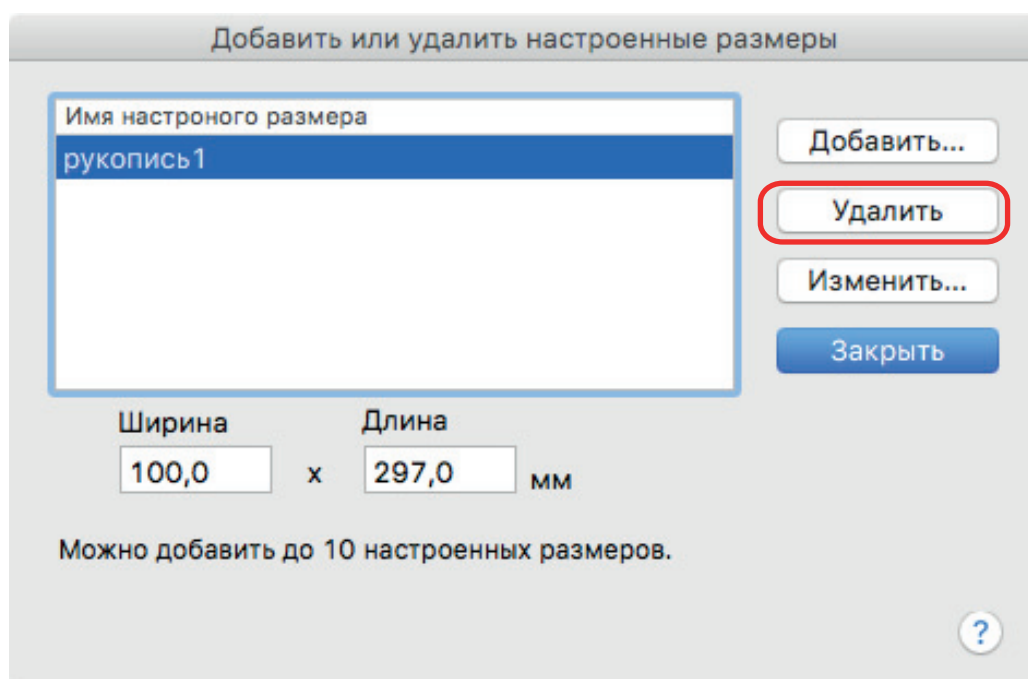 Добавить или удалить настроенные размеры
Имя настроного размера
рукопись1
Добавить...
Удалить
Изменить...
Закрыть
Ширина Длина
100,0 x 297,0 мм
Можно добавить до 10 настроенных размеров.
?